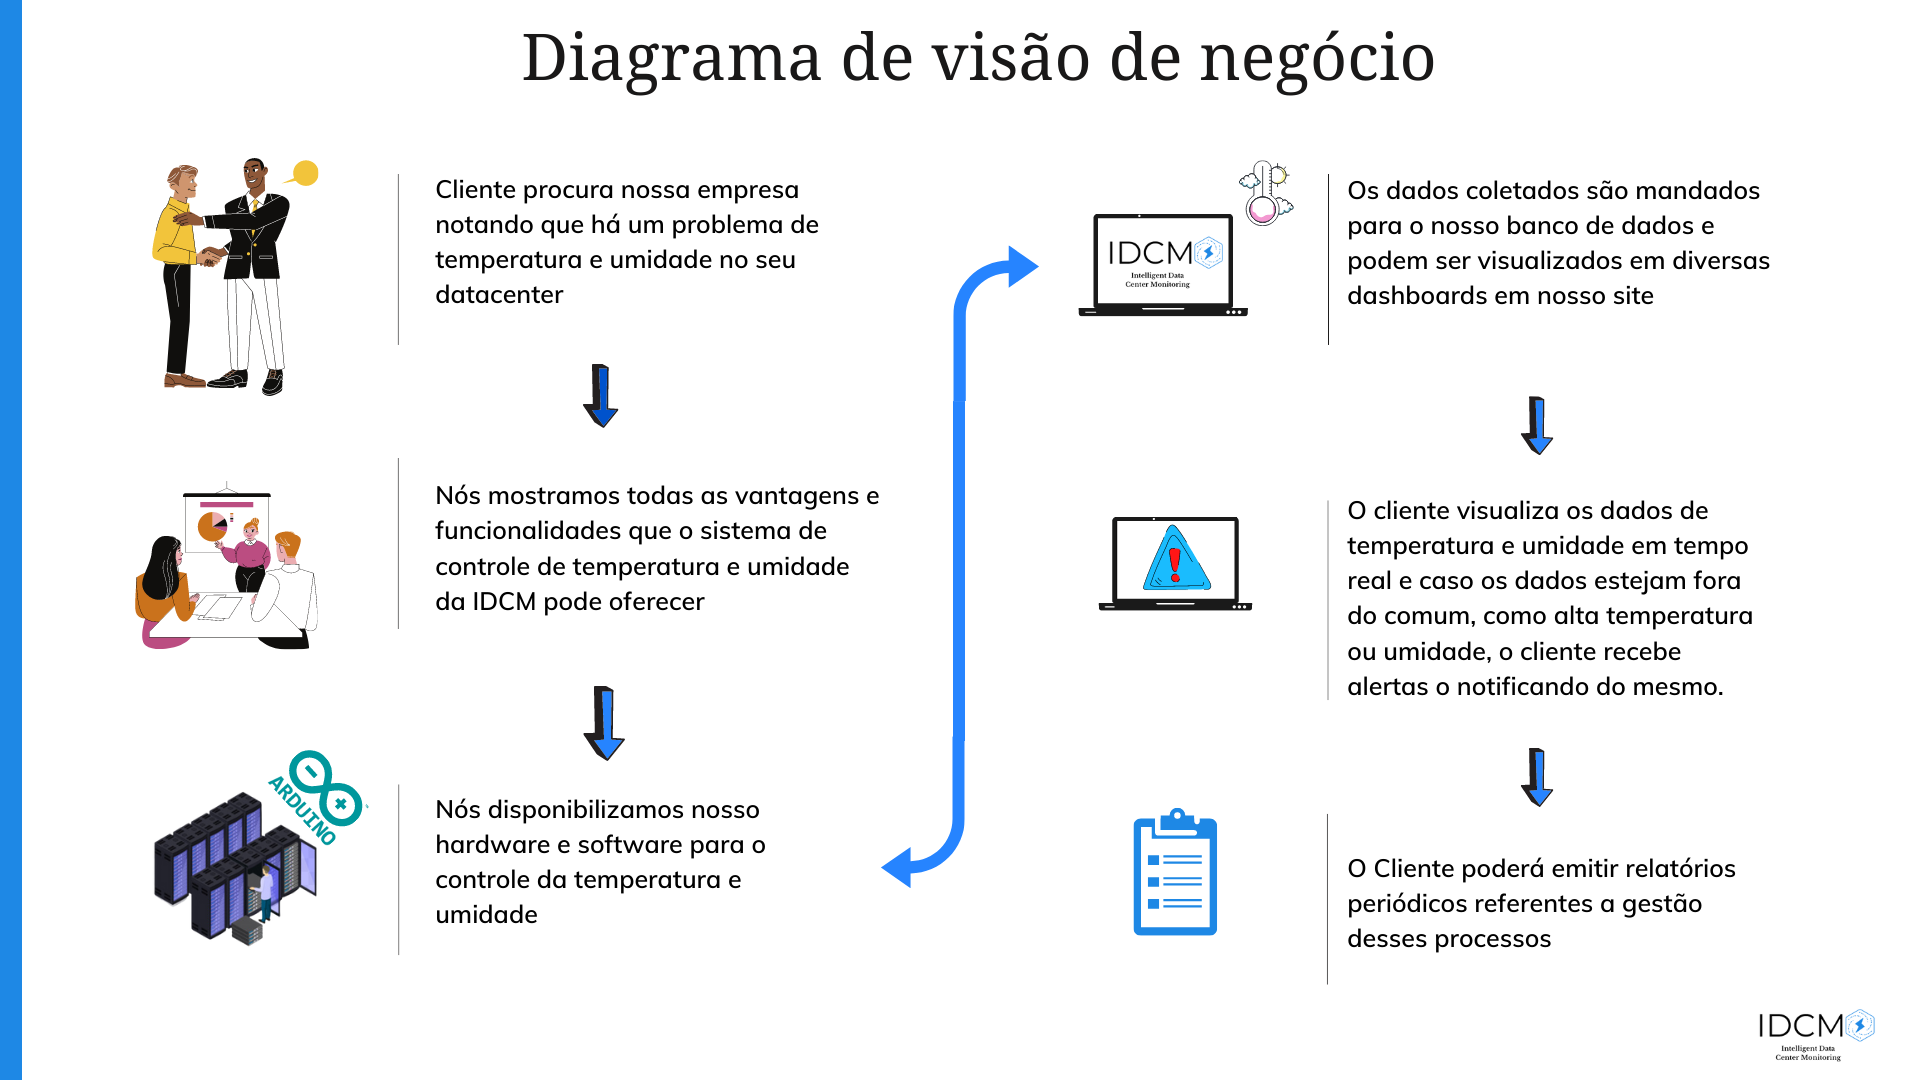 Diagrama de visão de negócio
Cliente procura nossa empresa
notando que há um problema de
temperatura e umidade no seu
datacenter
Nós mostramos todas as vantagens e
funcionalidades que o sistema de
controle de temperatura e umidade
da IDCM pode oferecer
ARDUINO
Nós disponibilizamos nosso
hardware e software para o
controle da temperatura e
umidade
IDCM
Intelligent Data
Center Monitoring
Os dados coletados são mandados
para o nosso banco de dados e
podem ser visualizados em diversas
dashboards em nosso site
O cliente visualiza os dados de
temperatura e umidade em tempo
real e caso os dados estejam fora
do comum, como alta temperatura
ou umidade, o cliente recebe
alertas o notificando do mesmo.
O Cliente poderá emitir relatórios
periódicos referentes a gestão
desses processos
IDCM
Intelligent Data
Center Monitoring